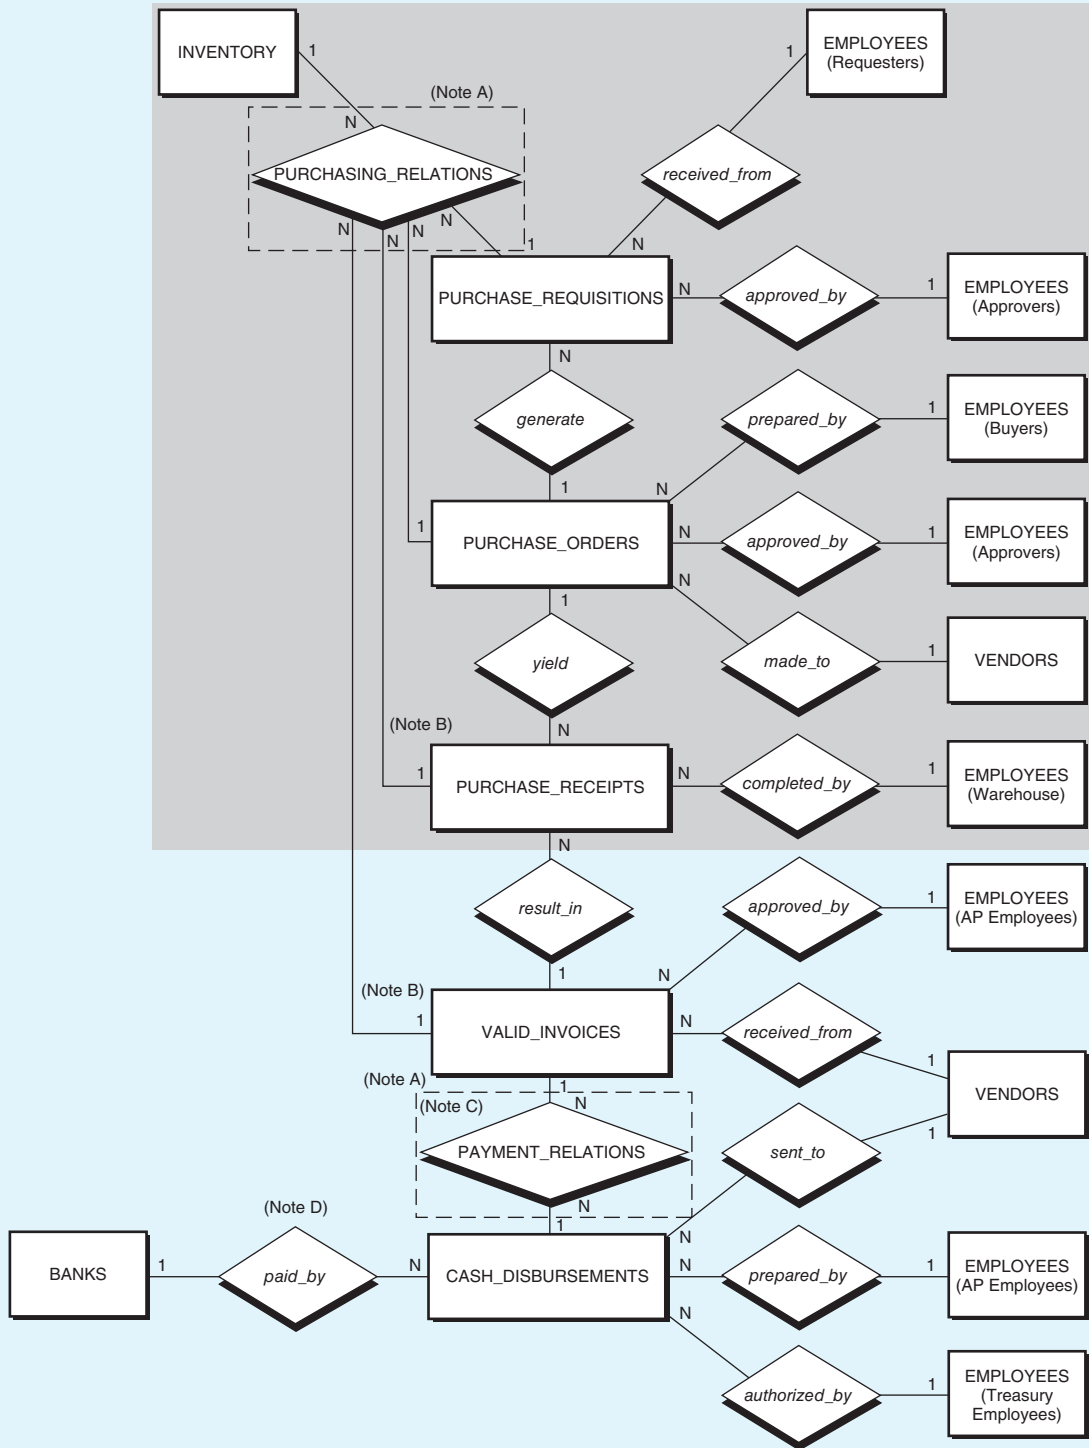 INVENTORY
1
1
EMPLOYEES
(Requesters)
(Note A)
N
PURCHASING_RELATIONS
received_from
N
N
N
N
1
N
PURCHASE_REQUISITIONS
N
approved_by
1
EMPLOYEES
(Approvers)
N
generate
prepared_by
1
EMPLOYEES
(Buyers)
1
N
1
PURCHASE_ORDERS
N
approved_by
1
EMPLOYEES
(Approvers)
1
N
yield
made_to
1
VENDORS
(Note B)
N
1
PURCHASE_RECEIPTS
N
completed_by
1
EMPLOYEES
(Warehouse)
N
result_in
approved_by
1
EMPLOYEES
(AP Employees)
1
N
(Note B)
1
VALID_INVOICES
N
received_from
1
VENDORS
1
(Note A)
1
(Note C)
N
PAYMENT_RELATIONS
sent_to
N
1
N
(Note D)
BANKS
1
paid_by
N
CASH_DISBURSEMENTS
N
prepared_by
1
EMPLOYEES
(AP Employees)
N
authorized_by
1
EMPLOYEES
(Treasury
Employees)